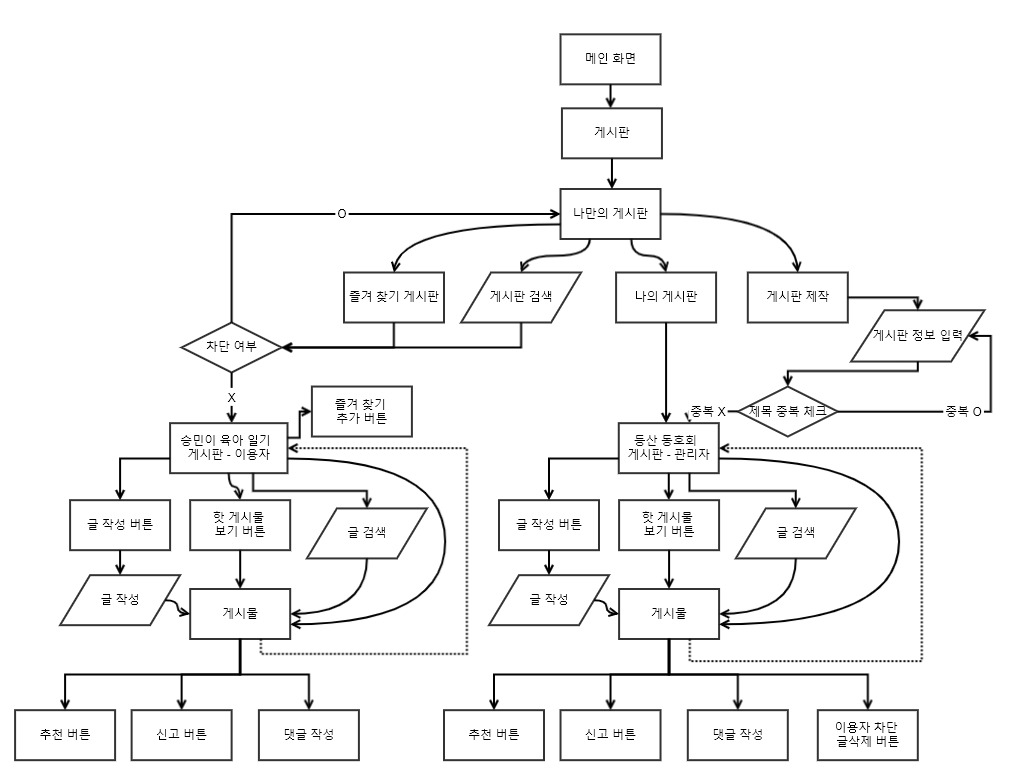 메인 화면
게시판
나만의 게시판
O
즐겨 찾기 게시판
게시판 검색
나의 게시판
게시판 제작
게시판 정보 입력
차단 여부
X
즐겨 찾기
추가 버튼
중복 X
제목 중복 체크
중복 O
승민이 육아 일기
게시판 - 이용자
등산 동호회
게시판 - 관리자
글 작성 버튼
핫 게시물
보기 버튼
글 검색
글 작성 버튼
핫 게시물
보기 버튼
글 검색
글 작성
게시물
글 작성
게시물
추천 버튼
신고 버튼
댓글 작성
추천 버튼
신고 버튼
댓글 작성
이용자 차단
글삭제 버튼